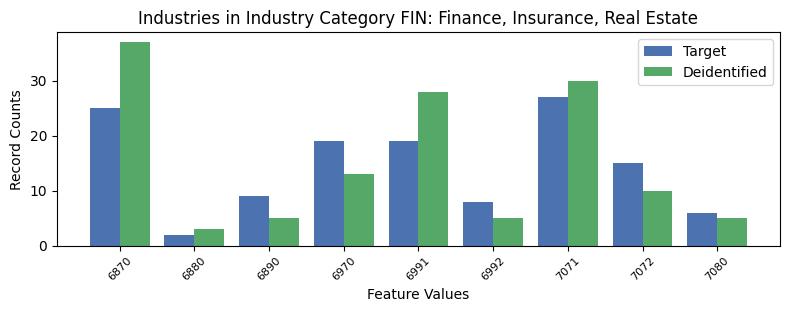 Industries in Industry Category FIN: Finance, Insurance, Real Estate
Target
Deidentified
Record Counts
30
20
10
0
6870 6880 6890 6970 6991 6992 7071 7072 7080
Feature Values